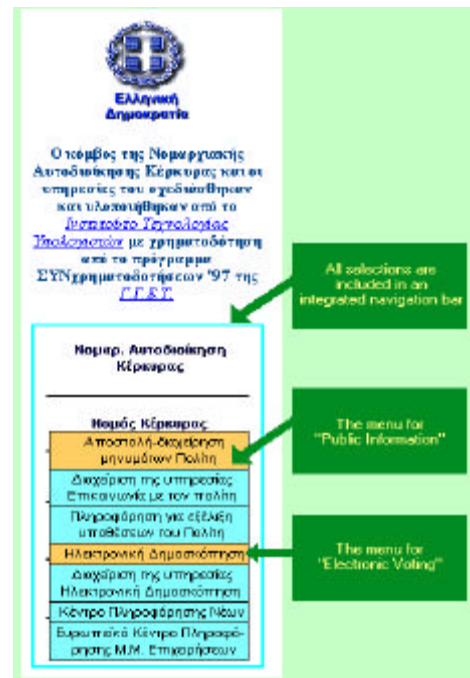 Ελληνική
Δημοκρατία
Ο κόμβος της Νομαρχιακής
Αυτοδιοίκησης Κέρκυρας και οι
υπηρεσίες του σχεδιάσθηκαν
και υλοποιήθηκαν από το
Ινστιτούτο Τεχνολογίας
Υπολογιστών με χρηματοδότηση
από το πρόγραμμα
ΣΥΝχρηματοδοτήσεων '97 της
Γ.Γ.Ε.Τ.
All selections are
included in an
integrated navigation bar
Νομαρ. Αυτοδιοίκηση
Κέρκυρας
Νομός Κέρκυρας
Αποστολή-διαχείρηση
μηνυμάτων Πολίτη
The menu for
"Public Information"
Διαχείριση της υπηρεσίας
Επικοινωνία με τον πολίτη
Πληροφόρηση για εξέλιξη
υποθέσεων του Πολίτη
Ηλεκτρονική Δημοσκόπηση
The menu for
"Electronic Voting"
Διαχείριση της υπηρεσίας
Ηλεκτρονική Δημοσκόπηση
Κέντρο Πληροφόρησης Νέων
Ευρωπαϊκό Κέντρο Πληροφό-
ρησης Μ.Μ. Επιχειρήσεων